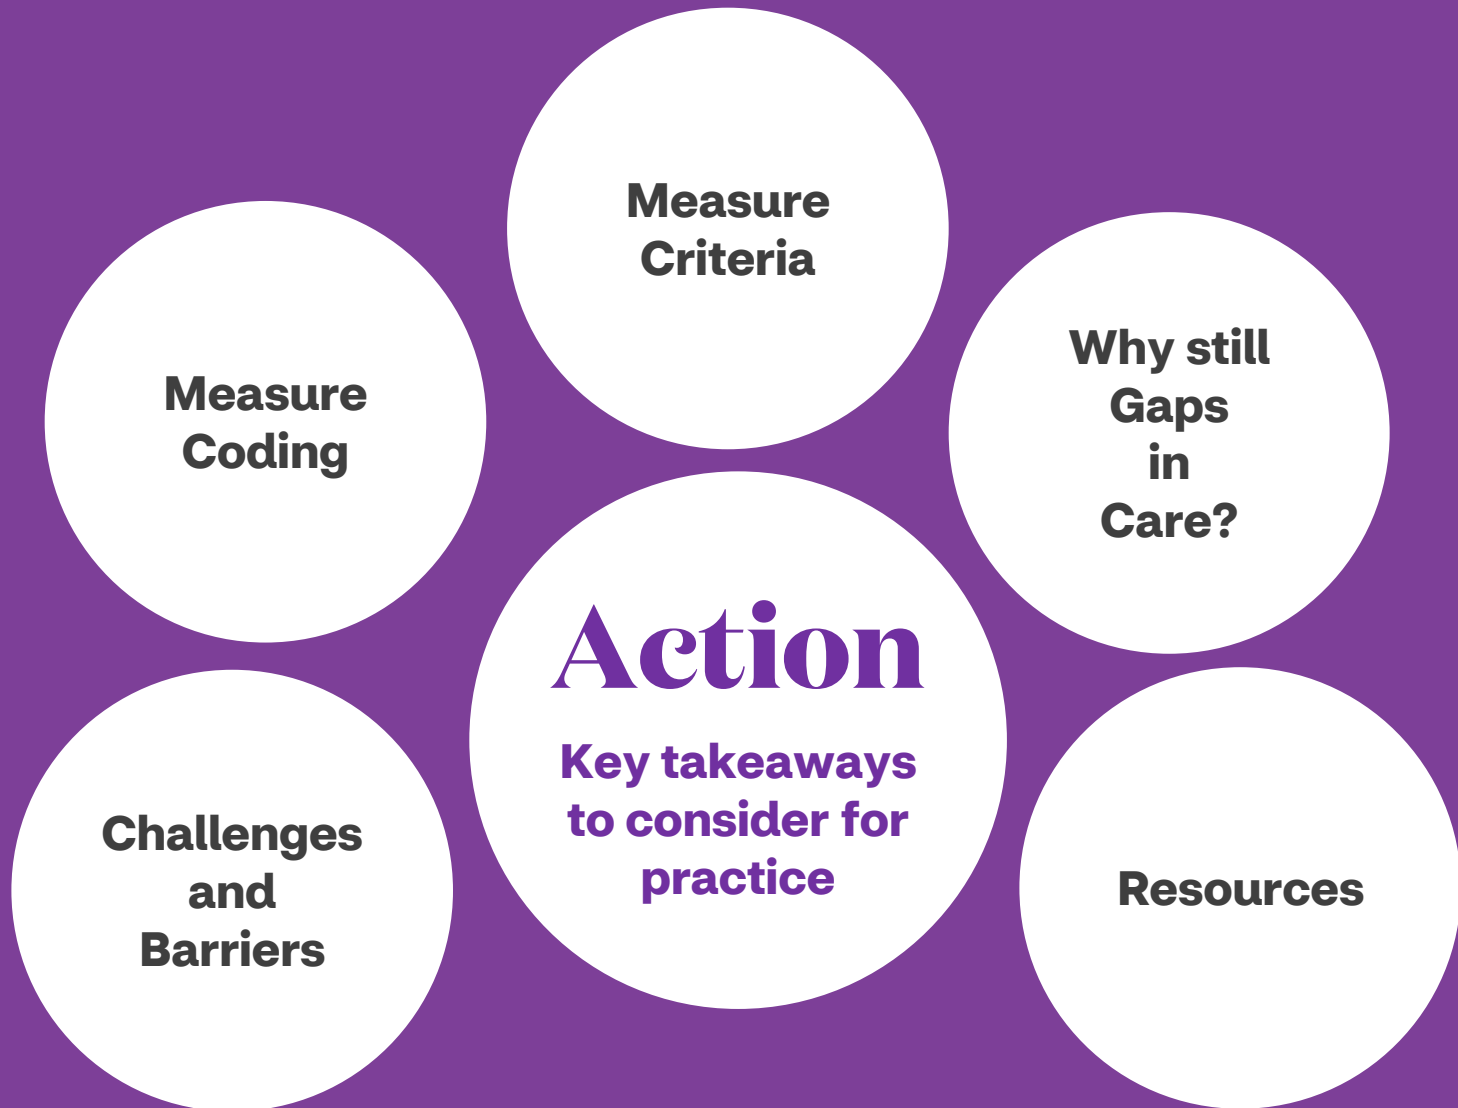 Measure
Criteria
Measure
Coding
Why still
Gaps
in
Care?
Action
Key takeaways
to consider for
practice
Challenges
and
Barriers
Resources